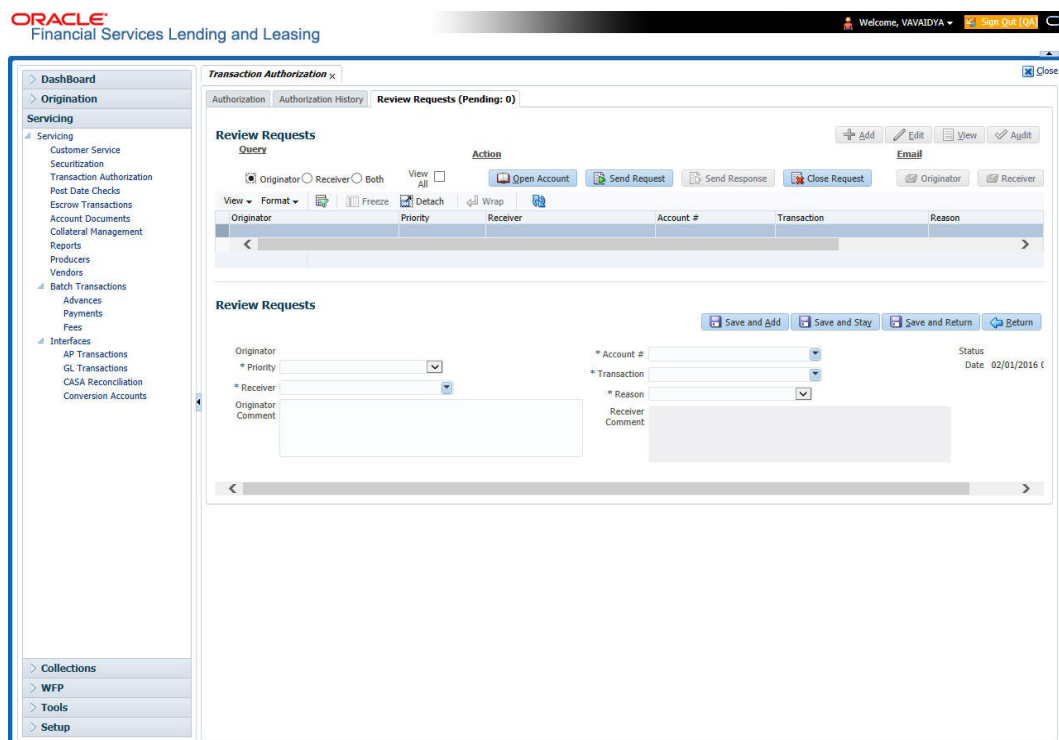 ORACLE
Financial Services Lending and Leasing
Welcome, VAVAIDYA
Sign Out [QA]
DashBoard
Origination
Servicing
Servicing
Customer Service
Securitization
Transaction Authorization
Post Date Checks
Escrow Transactions
Account Documents
Collateral Management
Reports
Producers
Vendors
Batch Transactions
Advances
Payments
Fees
Interfaces
AP Transactions
GL Transactions
CASA Reconciliation
Conversion Accounts
Collections
WFP
Tools
Setup
Transaction Authorization x
Close
Authorization Authorization History Review Requests (Pending: 0)
Review Requests
Add Edit View Audit
Query Action Email
Originator Receiver Both View All Open Account Send Request Send Response Close Request Originator Receiver
View Format Freeze Detach Wrap
Originator Priority Receiver Account # Transaction Reason
Review Requests
Save and Add Save and Stay Save and Return Return
Originator
* Priority
* Receiver
Originator Comment
* Account #
* Transaction
* Reason
Receiver Comment
Status
Date 02/01/2016